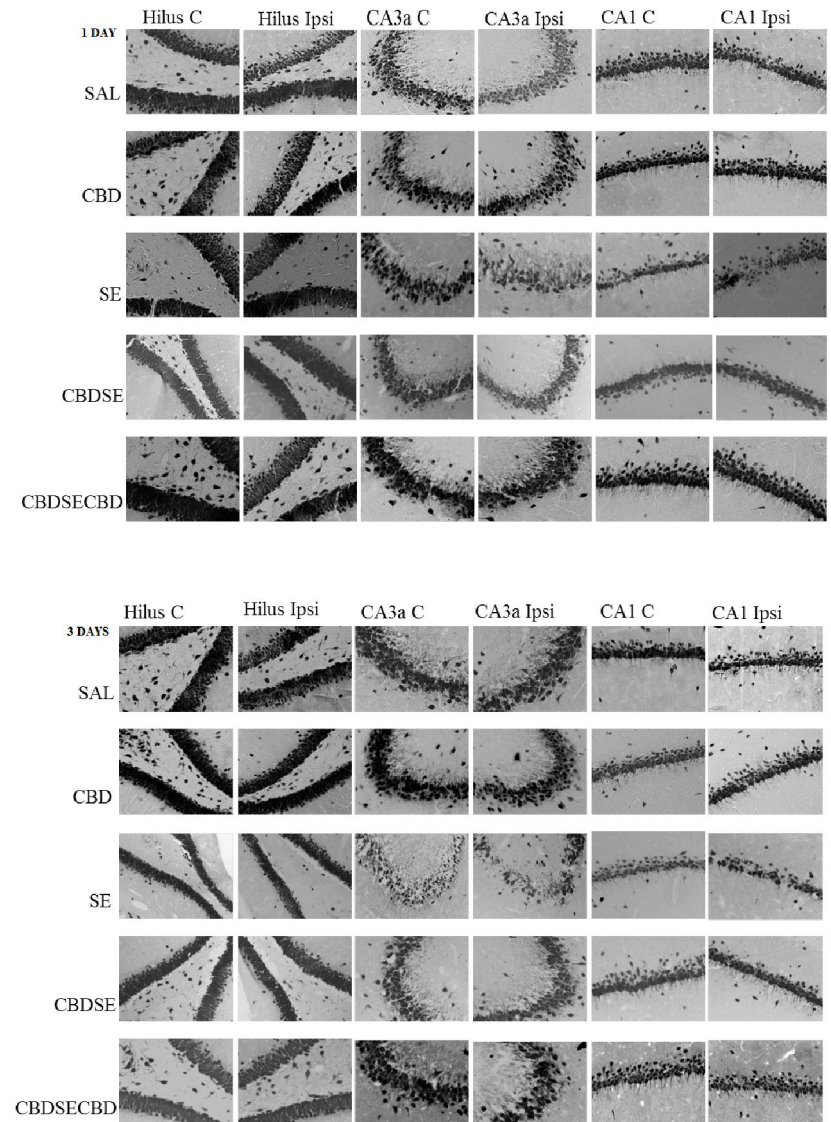 Hilus C Hilus Ipsi CA3a C CA3a Ipsi CA1 C CA1 Ipsi
1 DAY
SAL
CBD
SE
CBDSE
CBDSECBD
Hilus C Hilus Ipsi CA3a C CA3a Ipsi CA1 C CA1 Ipsi
3 DAYS
SAL
CBD
SE
CBDSE
CBDSECBD